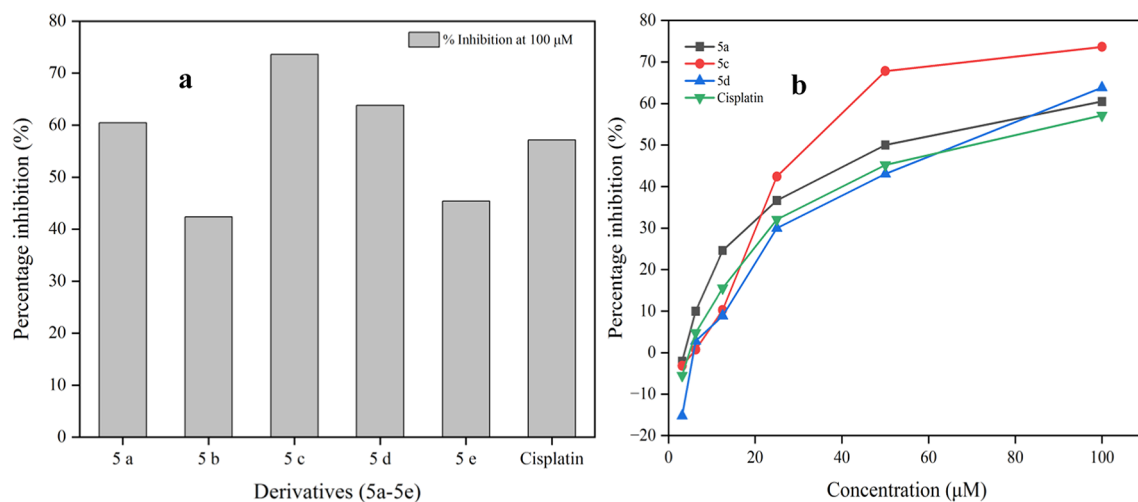 80
70
60
50
40
30
20
10
0
Percentage inhibition (%)
% Inhibition at 100 μM
a
5 a 5 b 5 c 5 d 5 e Cisplatin
Derivatives (5a-5e)
80
70
60
50
40
30
20
10
0
−10
−20
Percentage inhibition (%)
5a
5c
5d
Cisplatin
b
0 20 40 60 80 100
Concentration (μM)